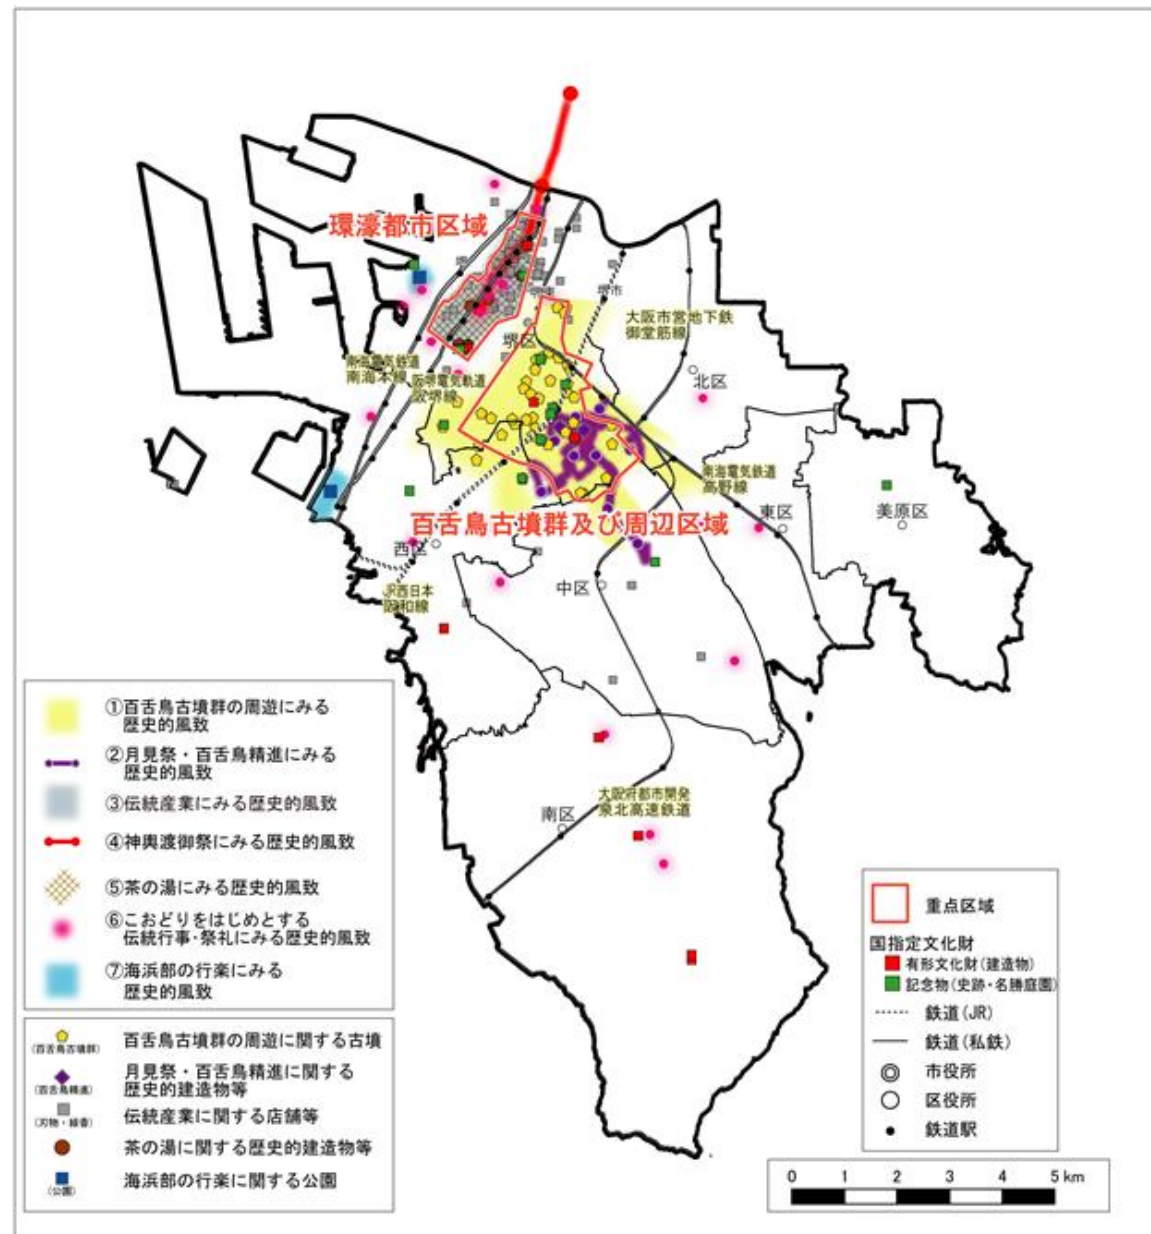 環濠都市区域
堺市
大阪市営地下鉄
御堂筋線
堺区
南海電気鉄道
南海本線
阪堺電気軌道
阪堺線
北区
南海電気鉄道
高野線
東区
美原区
百舌鳥古墳群及び周辺区域
西区
中区
JR西日本
阪和線
大阪府都市開発
泉北高速鉄道
南区
①百舌鳥古墳群の周遊にみる
歴史的風致
②月見祭・百舌鳥精進にみる
歴史的風致
③伝統産業にみる歴史的風致
④神輿渡御祭にみる歴史的風致
⑤茶の湯にみる歴史的風致
⑥こおどりをはじめとする
伝統行事・祭礼にみる歴史的風致
⑦海浜部の行楽にみる
歴史的風致
(百舌鳥古墳群)
百舌鳥古墳群の周遊に関する古墳
(百舌鳥精進)
月見祭・百舌鳥精進に関する
歴史的建造物等
(刃物・線香)
伝統産業に関する店舗等
茶の湯に関する歴史的建造物等
(公園)
海浜部の行楽に関する公園
重点区域
国指定文化財
有形文化財(建造物)
記念物(史跡・名勝庭園)
鉄道(JR)
鉄道(私鉄)
市役所
区役所
鉄道駅
0 1 2 3 4 5 km